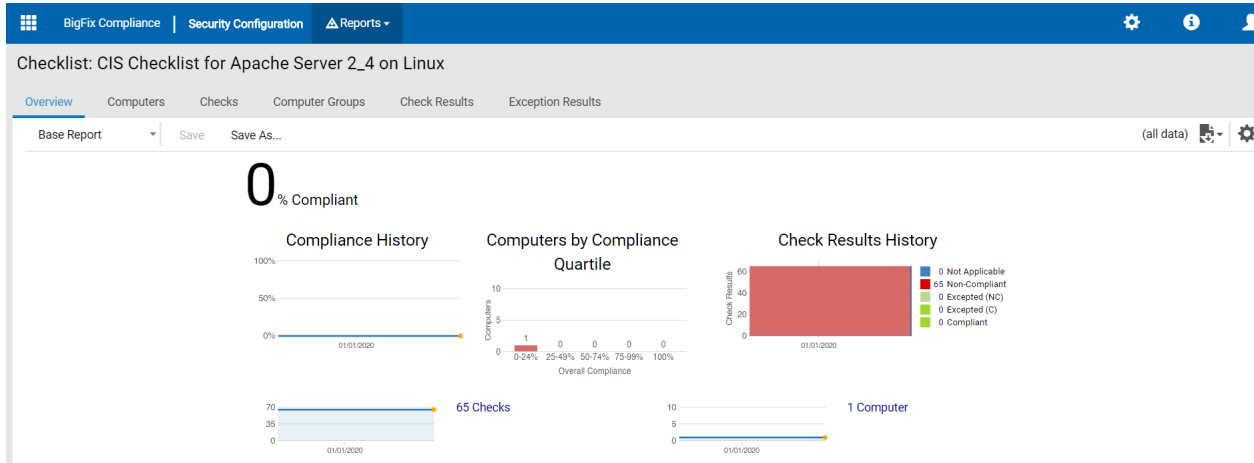 BigFix Compliance | Security Configuration Reports
Checklist: CIS Checklist for Apache Server 2_4 on Linux
Overview Computers Checks Computer Groups Check Results Exception Results
Base Report Save Save As... (all data)
0 % Compliant
Compliance History
100%
50%
0%
01/01/2020
Computers by Compliance
Quartile
10
5
0
Computers
1 0 0 0 0
0-24% 25-49% 50-74% 75-99% 100%
Overall Compliance
Check Results History
60
40
20
0
Check Results
01/01/2020
0 Not Applicable
65 Non-Compliant
0 Excepted (NC)
0 Excepted (C)
0 Compliant
70
35
0
01/01/2020
65 Checks
10
5
0
01/01/2020
1 Computer